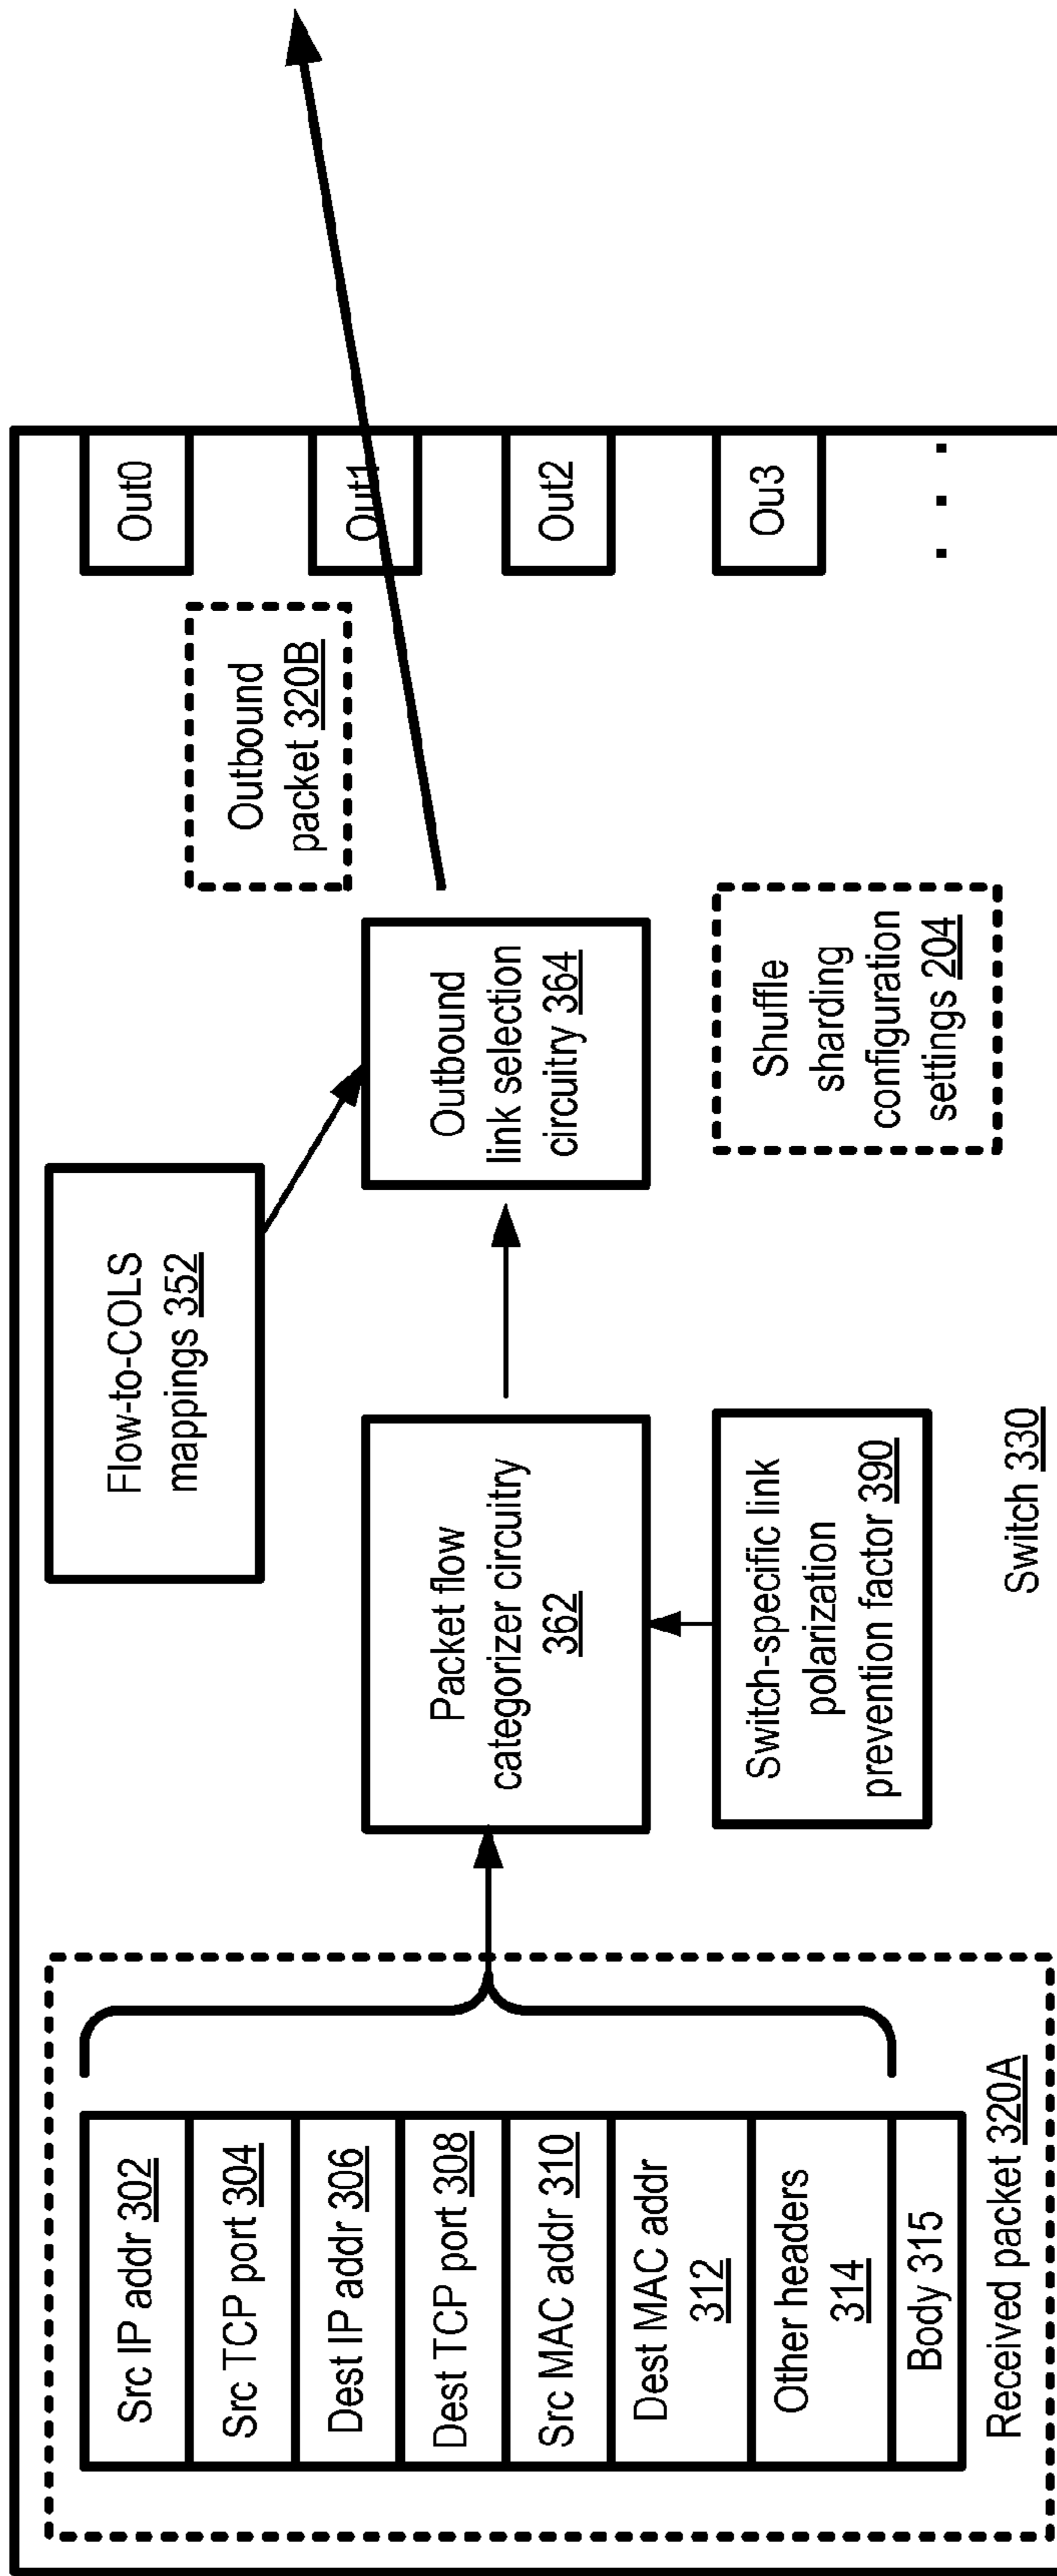 Src IP addr 302
Src TCP port 304
Dest IP addr 306
Dest TCP port 308
Src MAC addr 310
Dest MAC addr
312
Other headers
314
Body 315
Received packet 320A
Flow-to-COLS
mappings 352
Packet flow
categorizer circuitry
362
Switch-specific link
polarization
prevention factor 390
Switch 330
Outbound
link selection
circuitry 364
Shuffle
sharding
configuration
settings 204
Outbound
packet 320B
Out0
Out1
Out2
Ou3
. . .